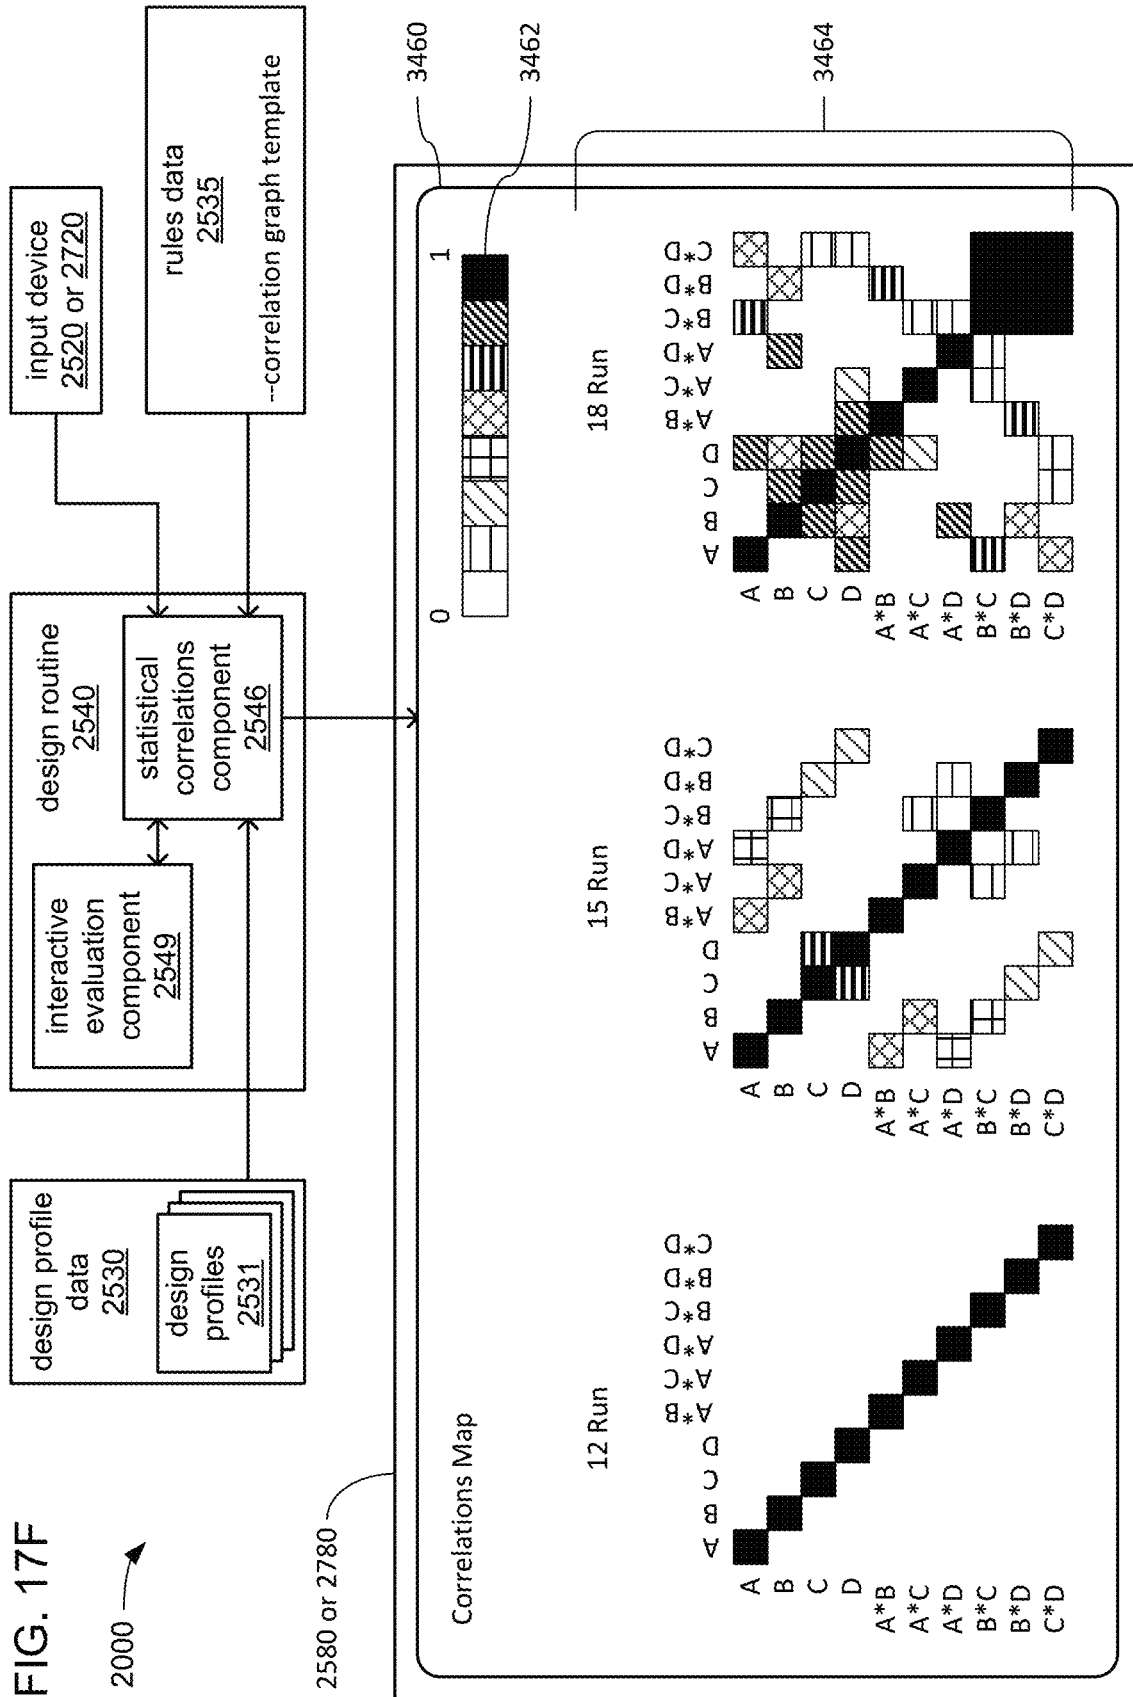 FIG. 17F
2000
design profile
data
2530
design
profiles
2531
design routine
2540
interactive
evaluation
component
2549
statistical
correlations
component
2546
input device
2520 or 2720
rules data
2535
--correlation graph template
2580 or 2780
3460
3462
3464
Correlations Map
0
1
12 Run
A
B
C
D
A*B
A*C
A*D
B*C
B*D
C*D
A
B
C
D
A*B
A*C
A*D
B*C
B*D
C*D
15 Run
A
B
C
D
A*B
A*C
A*D
B*C
B*D
C*D
A
B
C
D
A*B
A*C
A*D
B*C
B*D
C*D
18 Run
A
B
C
D
A*B
A*C
A*D
B*C
B*D
C*D
A
B
C
D
A*B
A*C
A*D
B*C
B*D
C*D